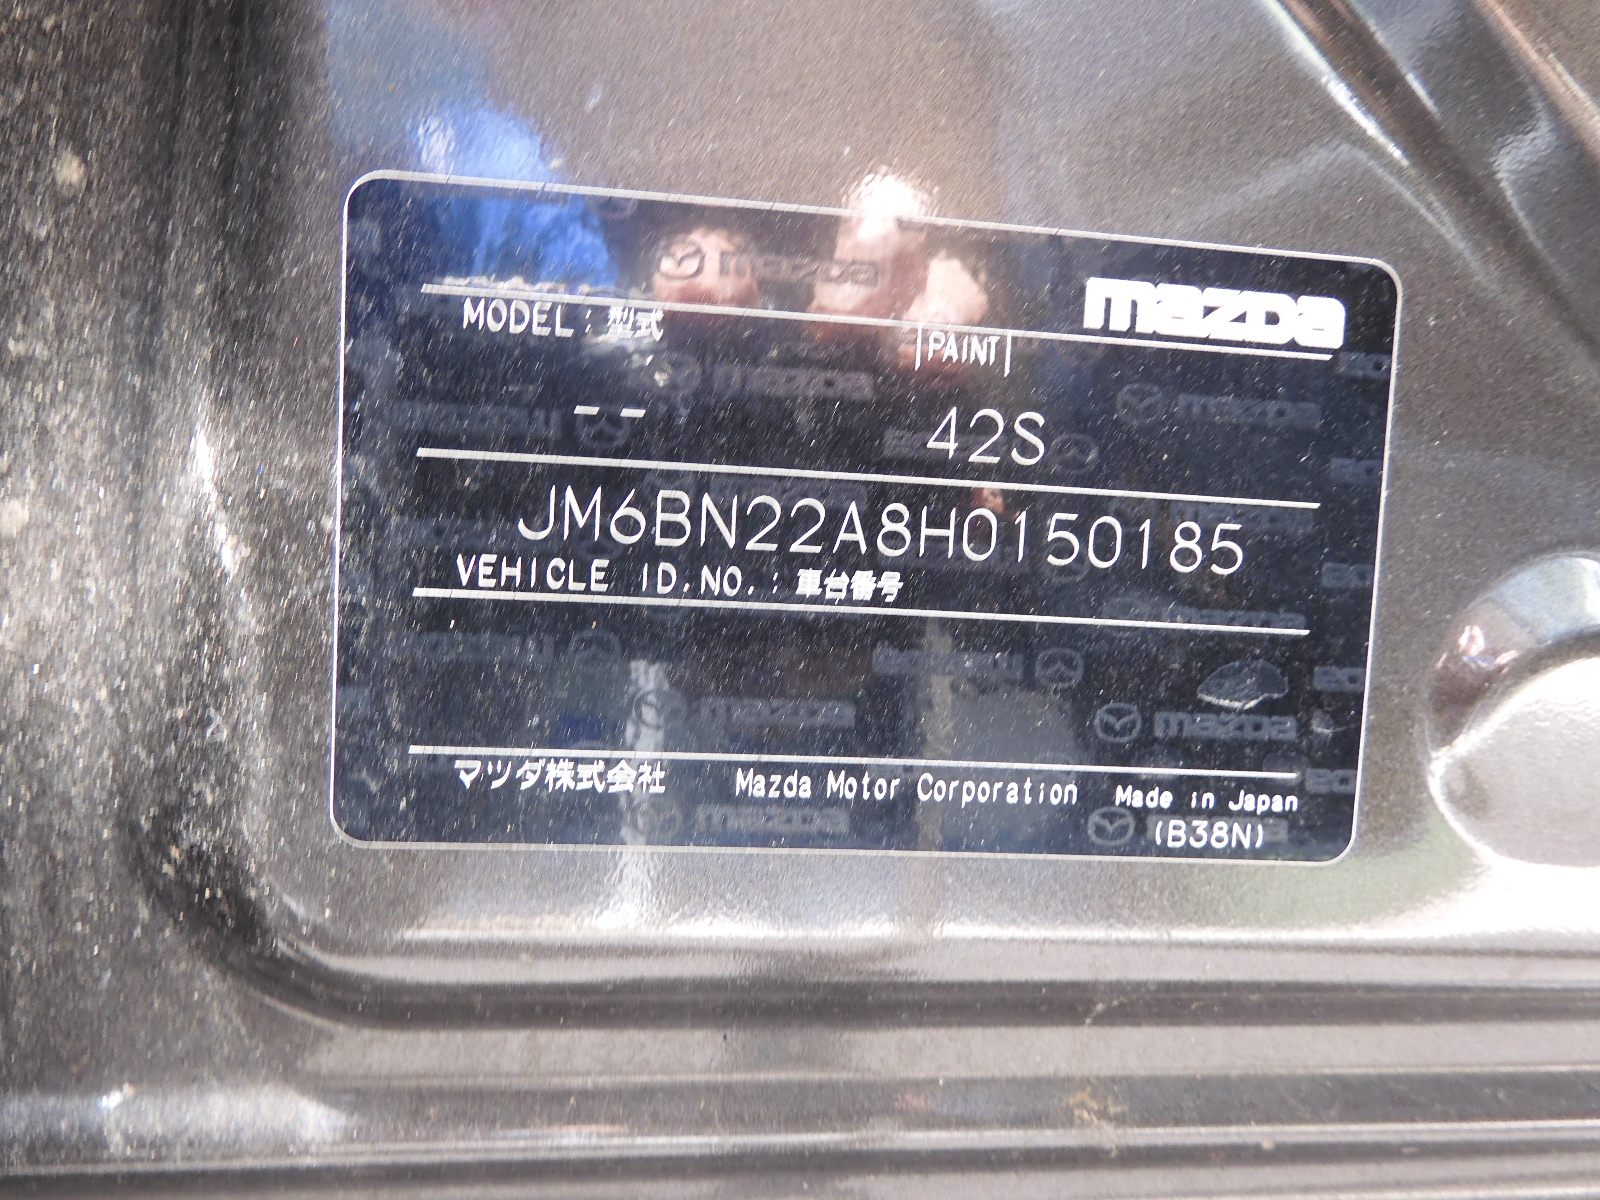 mazda
MODEL: 型式
PAINT
-- 42S
JM6BN22A8H0150185
VEHICLE ID.NO.: 車台番号
マツダ株式会社 Mazda Motor Corporation Made in Japan
(B38N)